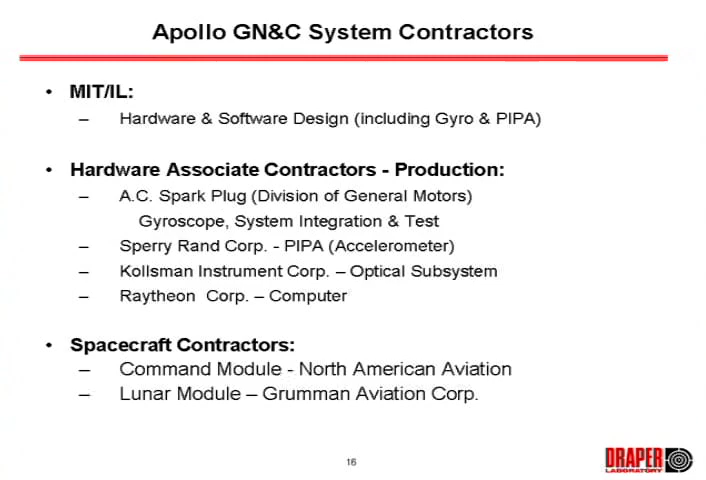 Apollo GN&C System Contractors
• MIT/IL:
– Hardware & Software Design (including Gyro & PIPA)
• Hardware Associate Contractors - Production:
– A.C. Spark Plug (Division of General Motors)
Gyroscope, System Integration & Test
– Sperry Rand Corp. - PIPA (Accelerometer)
– Kollsman Instrument Corp. – Optical Subsystem
– Raytheon Corp. – Computer
• Spacecraft Contractors:
– Command Module - North American Aviation
– Lunar Module – Grumman Aviation Corp.
16
DRAPER
LABORATORY